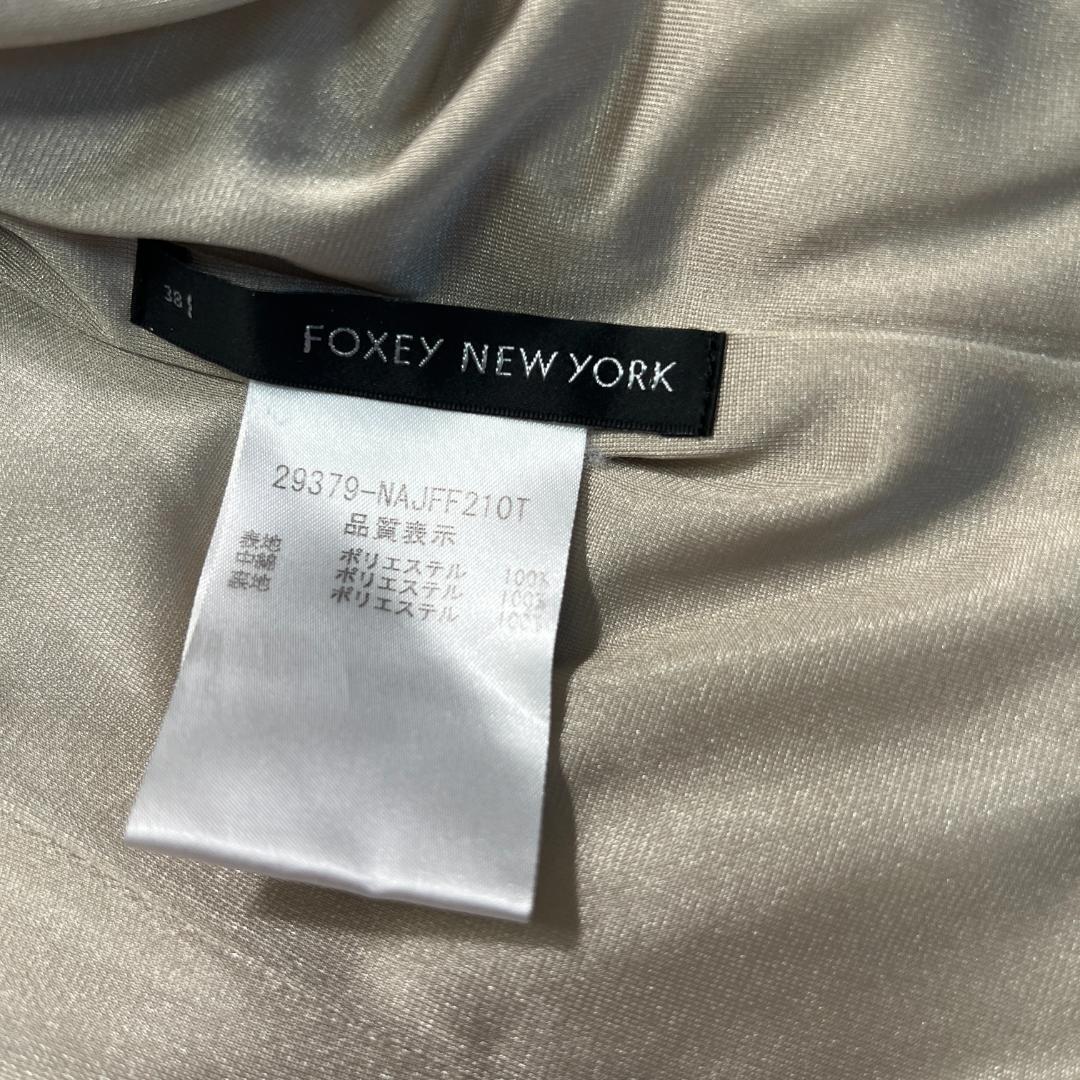 38
FOXEY NEW YORK
29379-NAJFF210T
品質表示
表地 ポリエステル 100%
中綿 ポリエステル 100%
裏地 ポリエステル 100%